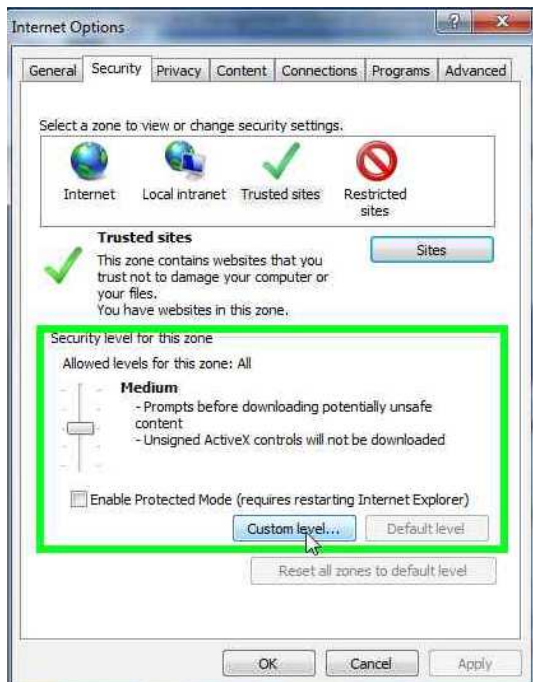 Internet Options
General Security Privacy Content Connections Programs Advanced
Select a zone to view or change security settings.
Internet Local intranet Trusted sites Restricted
sites
Trusted sites
Sites
This zone contains websites that you
trust not to damage your computer or
your files.
You have websites in this zone.
Security level for this zone
Allowed levels for this zone: All
Medium
- Prompts before downloading potentially unsafe
content
- Unsigned ActiveX controls will not be downloaded
Enable Protected Mode (requires restarting Internet Explorer)
Custom level... Default level
Reset all zones to default level
OK Cancel Apply